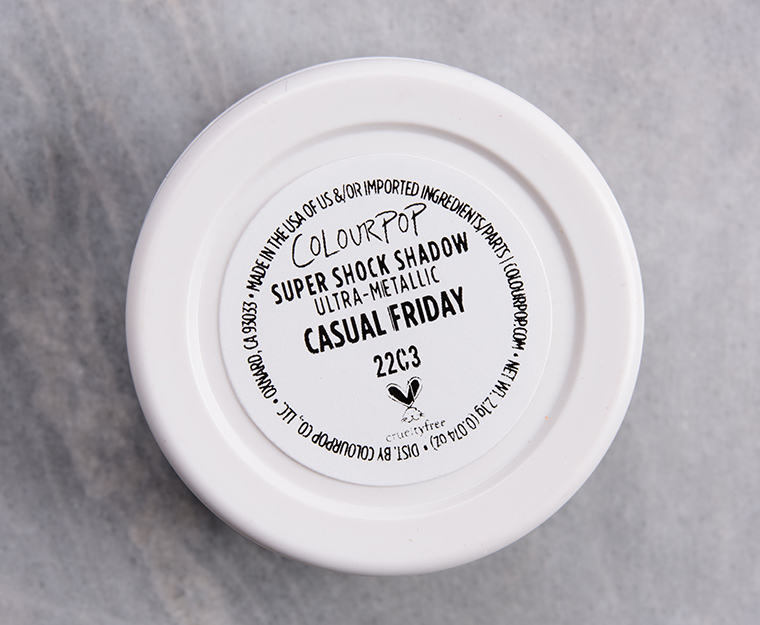 COLOURPOP
SUPER SHOCK SHADOW
ULTRA-METALLIC
CASUAL FRIDAY
22C3
crueltyfree
• MADE IN THE USA OF US &/OR IMPORTED INGREDIENTS/PARTS | COLOURPOP.COM • NET WT. 2.1g (0.074 oz) • DIST. BY COLOURPOP CO., LLC • OXNARD, CA 93033